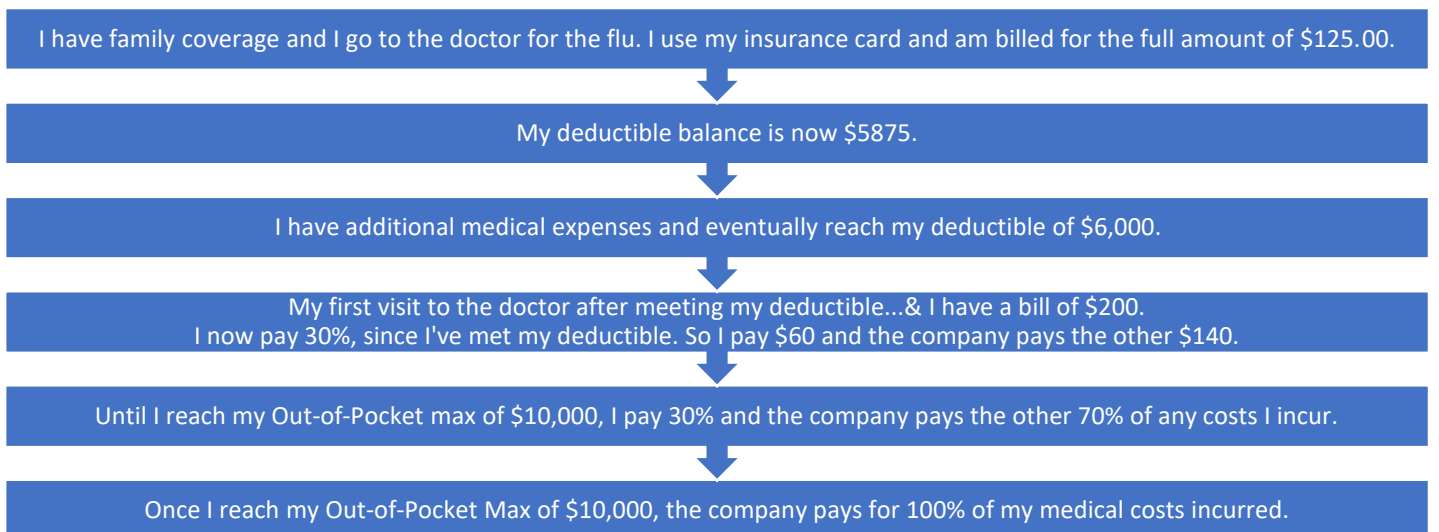 I have family coverage and I go to the doctor for the flu. I use my insurance card and am billed for the full amount of $125.00.
My deductible balance is now $5875.
I have additional medical expenses and eventually reach my deductible of $6,000.
My first visit to the doctor after meeting my deductible...& I have a bill of $200.
I now pay 30%, since I've met my deductible. So I pay $60 and the company pays the other $140.
Until I reach my Out-of-Pocket max of $10,000, I pay 30% and the company pays the other 70% of any costs I incur.
Once I reach my Out-of-Pocket Max of $10,000, the company pays for 100% of my medical costs incurred.